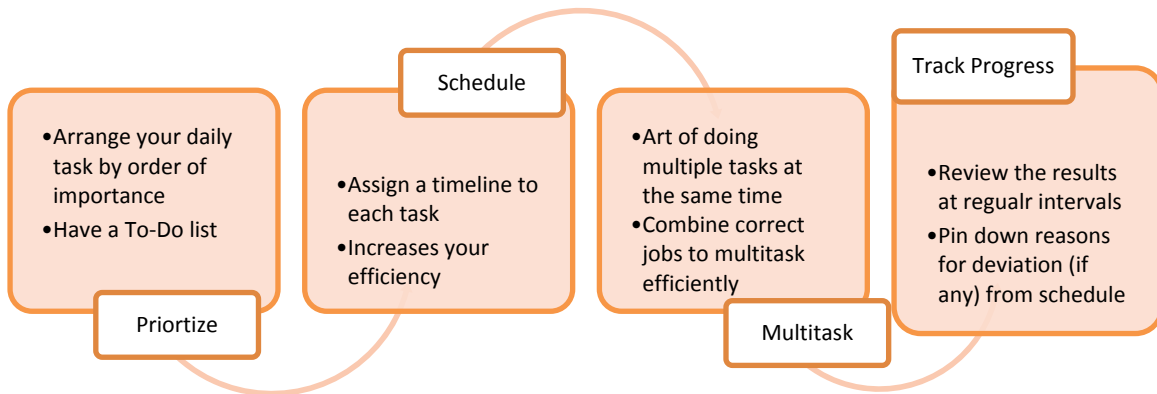 •Arrange your daily
task by order of
importance
•Have a To-Do list
Priortize
Schedule
•Assign a timeline to
each task
•Increases your
efficiency
•Art of doing
multiple tasks at
the same time
•Combine correct
jobs to multitask
efficiently
Multitask
Track Progress
•Review the results
at regualr intervals
•Pin down reasons
for deviation (if
any) from schedule